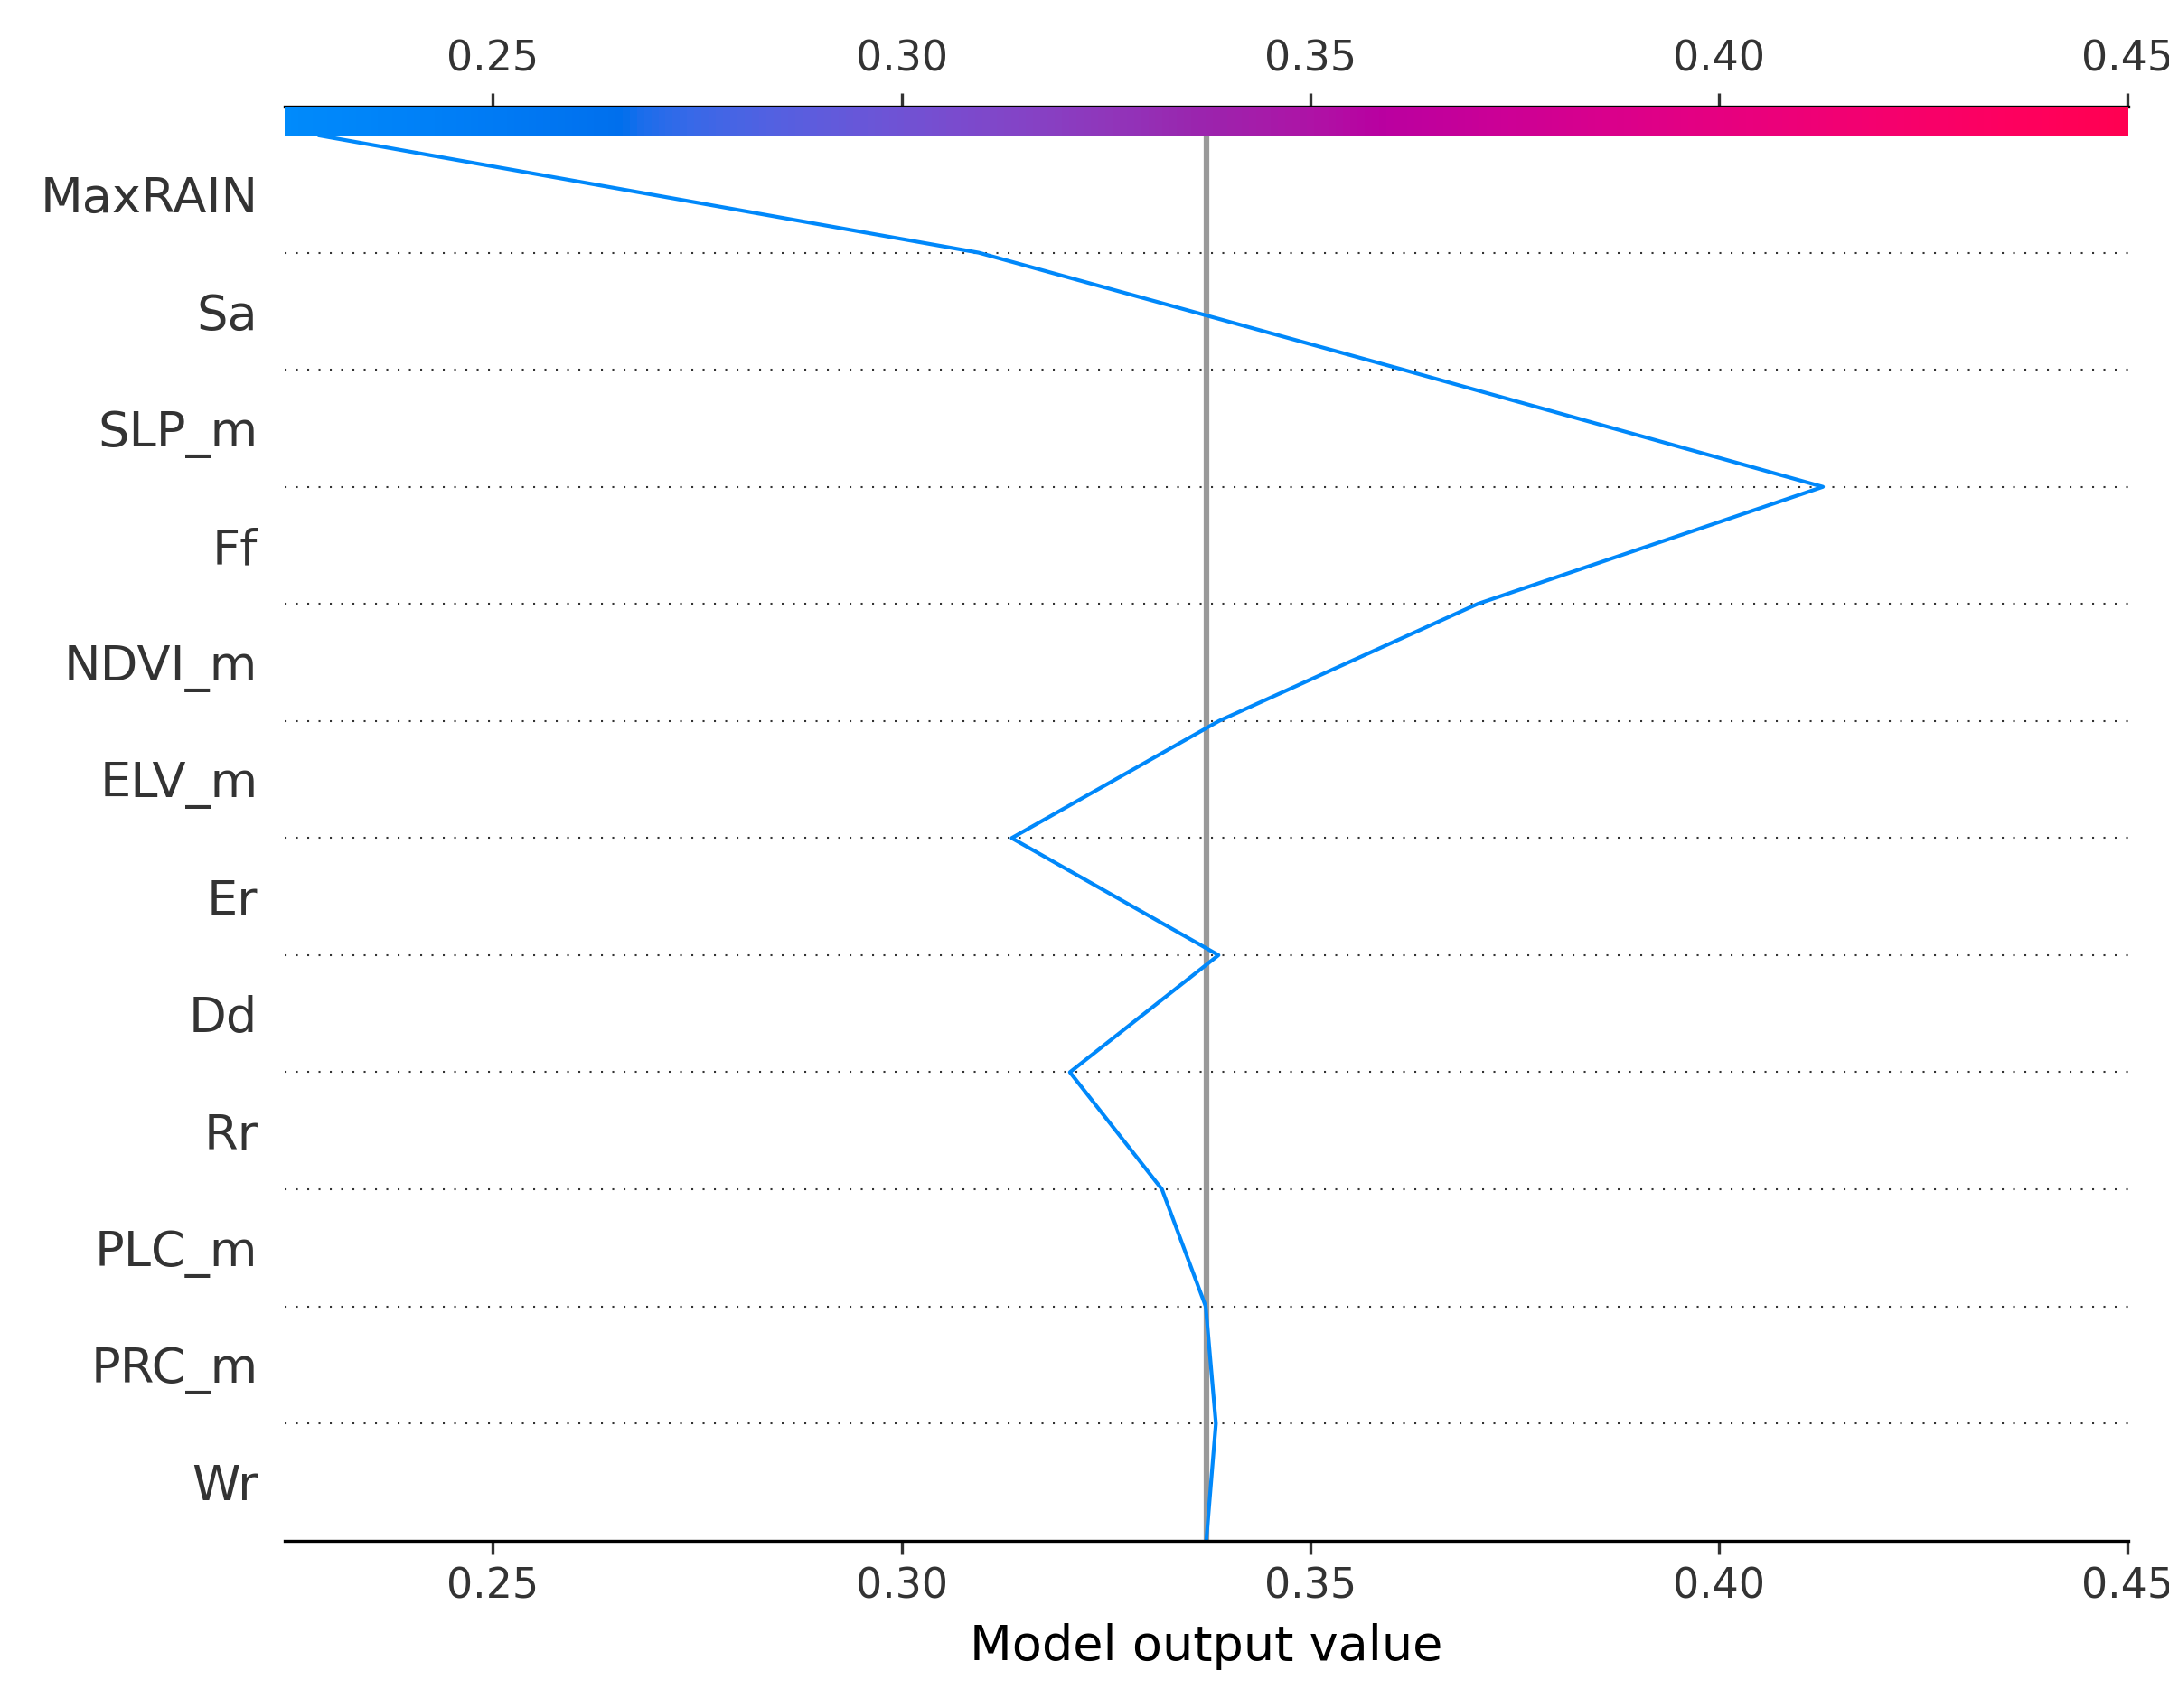 0.25 0.30 0.35 0.40 0.45
MaxRAIN
Sa
SLP_m
Ff
NDVI_m
ELV_m
Er
Dd
Rr
PLC_m
PRC_m
Wr
0.25 0.30 0.35 0.40 0.45
Model output value